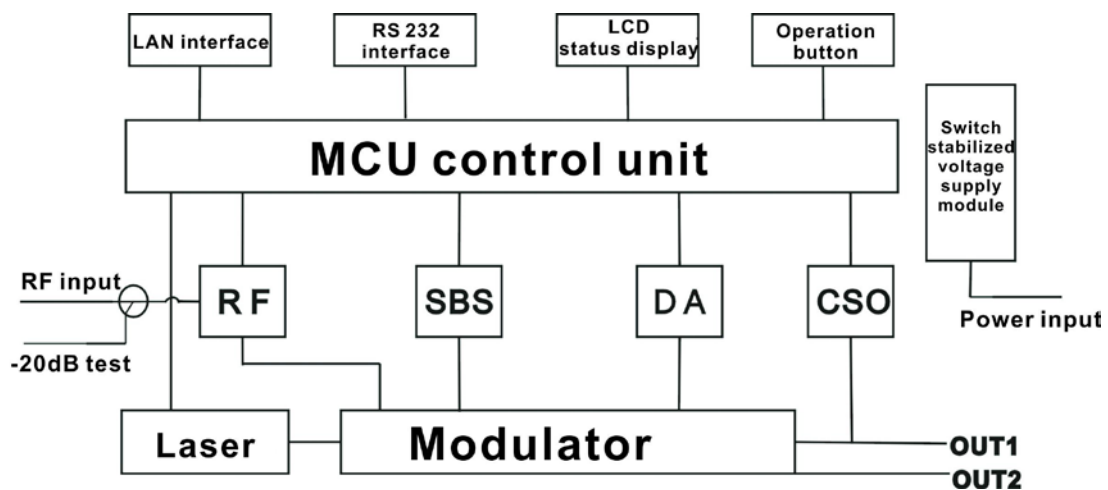 LAN interface
RS 232
interface
LCD
status display
Operation
button
MCU control unit
Switch
stabilized
voltage
supply
module
RF input
-20dB test
RF
SBS
DA
CSO
Power input
Laser
Modulator
OUT1
OUT2